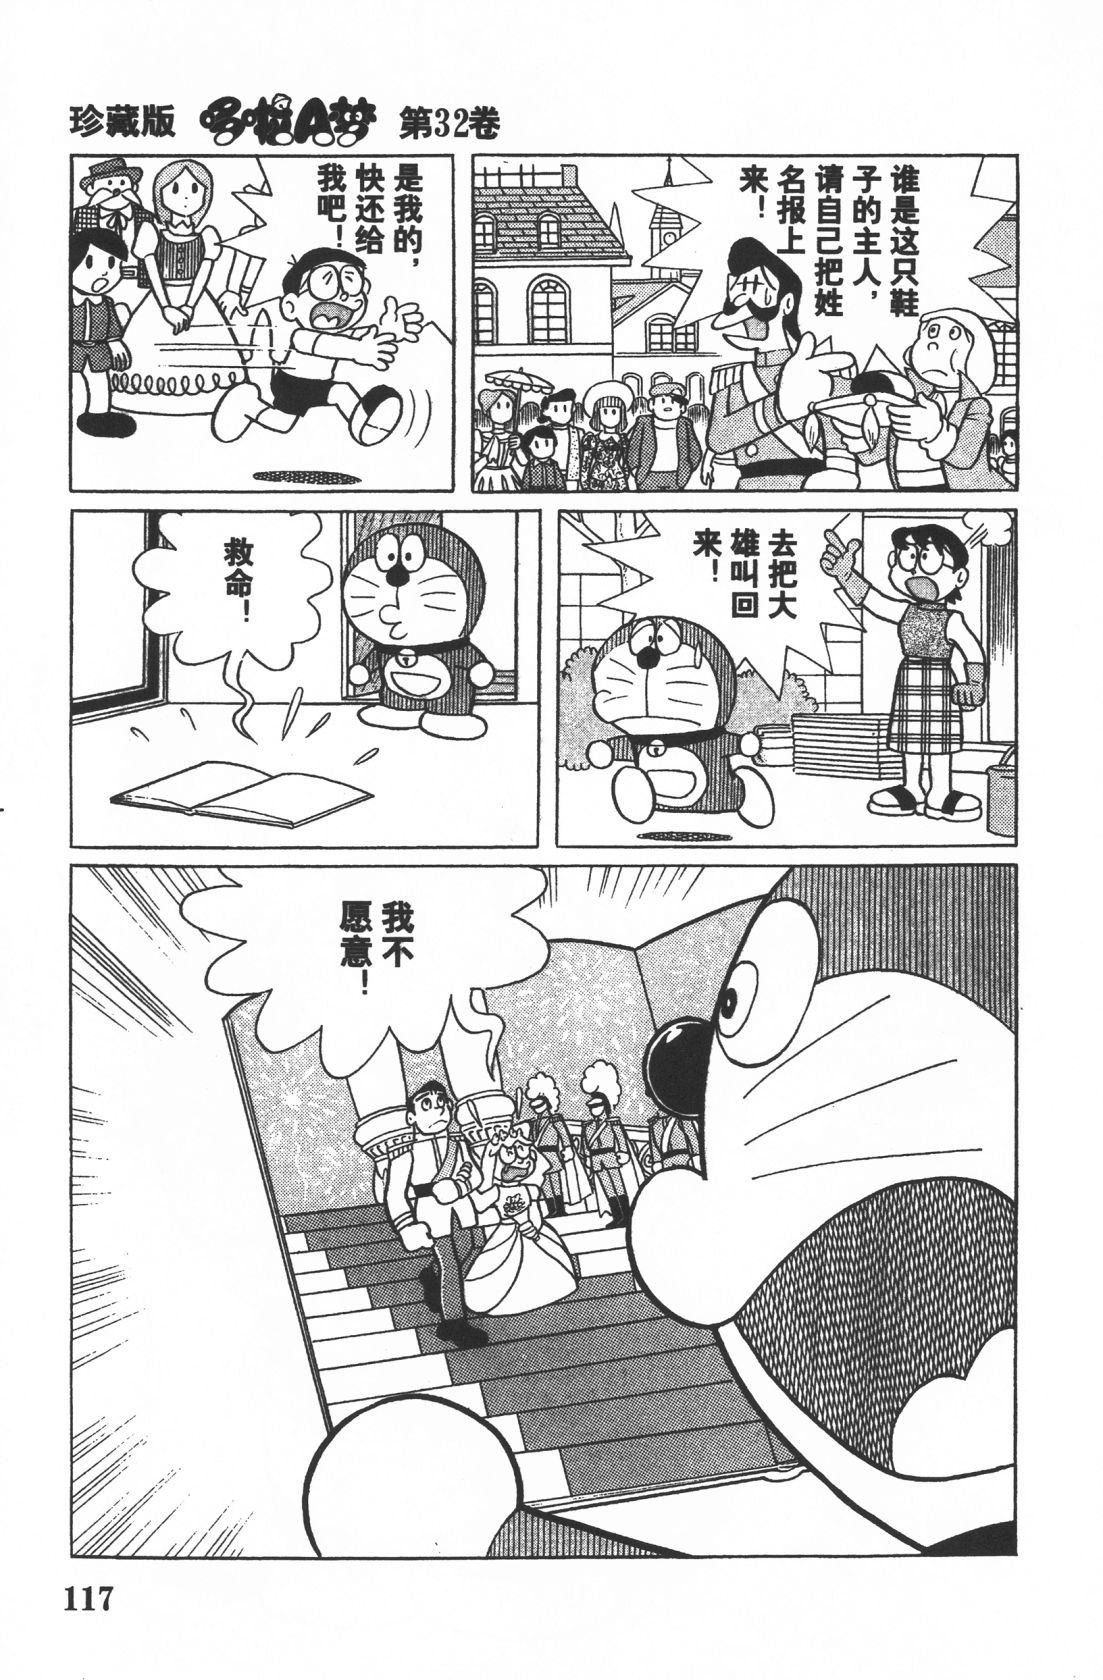 珍藏版 哆啦A梦 第32卷
谁是这只鞋
子的主人，
请自己把姓
名报上
来！
是我的，
快还给
我吧！
去把大
雄叫回
来！
救命！
我不
愿意！
117